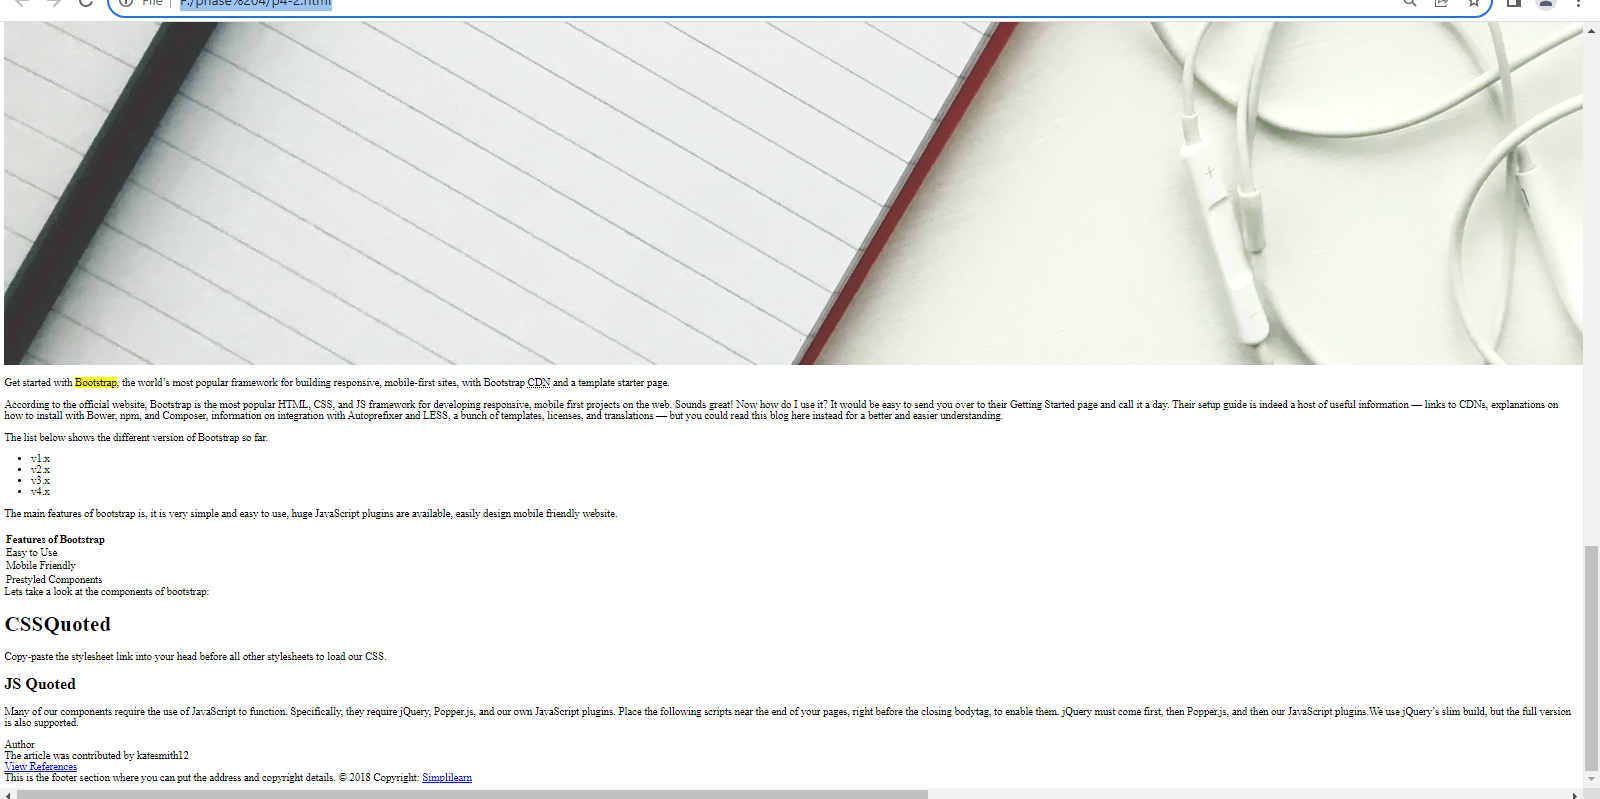 File
F:/phase%204/p4-2.html
Get started with Bootstrap, the world’s most popular framework for building responsive, mobile-first sites, with Bootstrap CDN and a template starter page.
According to the official website, Bootstrap is the most popular HTML, CSS, and JS framework for developing responsive, mobile first projects on the web. Sounds great! Now how do I use it? It would be easy to send you over to their Getting Started page and call it a day. Their setup guide is indeed a host of useful information — links to CDNs, explanations on
how to install with Bower, npm, and Composer, information on integration with Autoprefixer and LESS, a bunch of templates, licenses, and translations — but you could read this blog here instead for a better and easier understanding.
The list below shows the different version of Bootstrap so far.
• v1.x
• v2.x
• v3.x
• v4.x
The main features of bootstrap is, it is very simple and easy to use, huge JavaScript plugins are available, easily design mobile friendly website.
Features of Bootstrap
Easy to Use
Mobile Friendly
Prestyled Components
Lets take a look at the components of bootstrap:
CSSQuoted
Copy-paste the stylesheet link into your head before all other stylesheets to load our CSS.
JS Quoted
Many of our components require the use of JavaScript to function. Specifically, they require jQuery, Popper.js, and our own JavaScript plugins. Place the following scripts near the end of your pages, right before the closing bodytag, to enable them. jQuery must come first, then Popper.js, and then our JavaScript plugins.We use jQuery’s slim build, but the full version
is also supported.
Author
The article was contributed by katesmith12
View References
This is the footer section where you can put the address and copyright details. © 2018 Copyright: Simplilearn